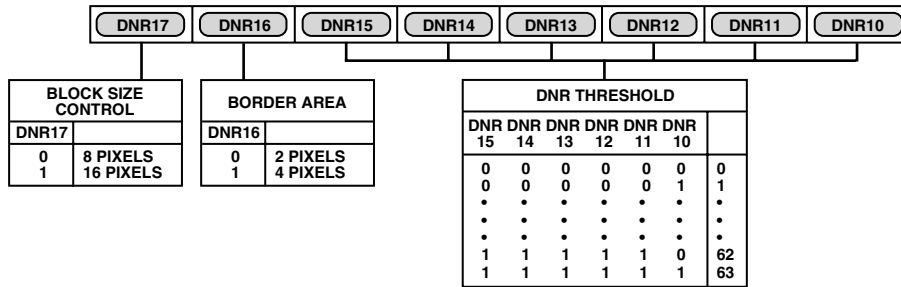 DNR17 DNR16 DNR15 DNR14 DNR13 DNR12 DNR11 DNR10
BLOCK SIZE
CONTROL
DNR17
0 8 PIXELS
1 16 PIXELS
BORDER AREA
DNR16
0 2 PIXELS
1 4 PIXELS
DNR THRESHOLD
DNR DNR DNR DNR DNR DNR
15 14 13 12 11 10
0 0 0 0 0 0 0
0 0 0 0 0 1 1
• • • • • • •
• • • • • • •
• • • • • • •
1 1 1 1 1 0 62
1 1 1 1 1 1 63